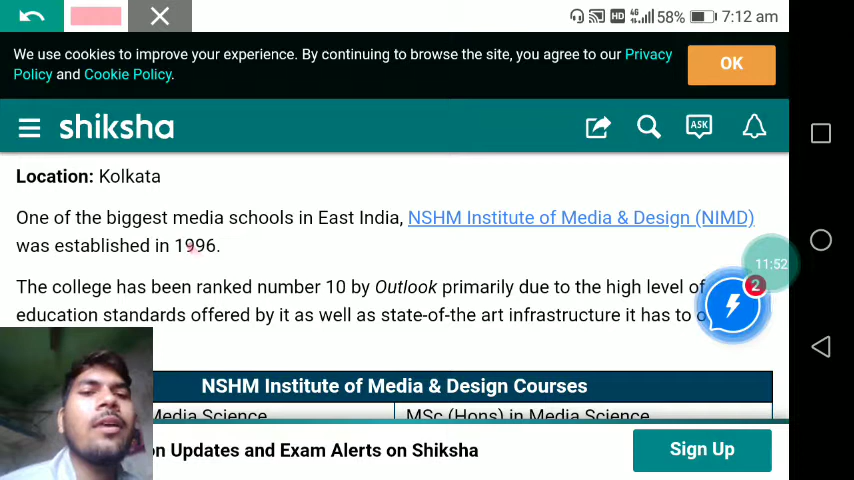 58% 7:12 am
We use cookies to improve your experience. By continuing to browse the site, you agree to our Privacy
Policy and Cookie Policy.
OK
shiksha
ASK
Location: Kolkata
One of the biggest media schools in East India, NSHM Institute of Media & Design (NIMD)
was established in 1996.
11:52
2
The college has been ranked number 10 by Outlook primarily due to the high level of
education standards offered by it as well as state-of-the art infrastructure it has to
NSHM Institute of Media & Design Courses
Media Science MSc (Hons) in Media Science
Updates and Exam Alerts on Shiksha
Sign Up